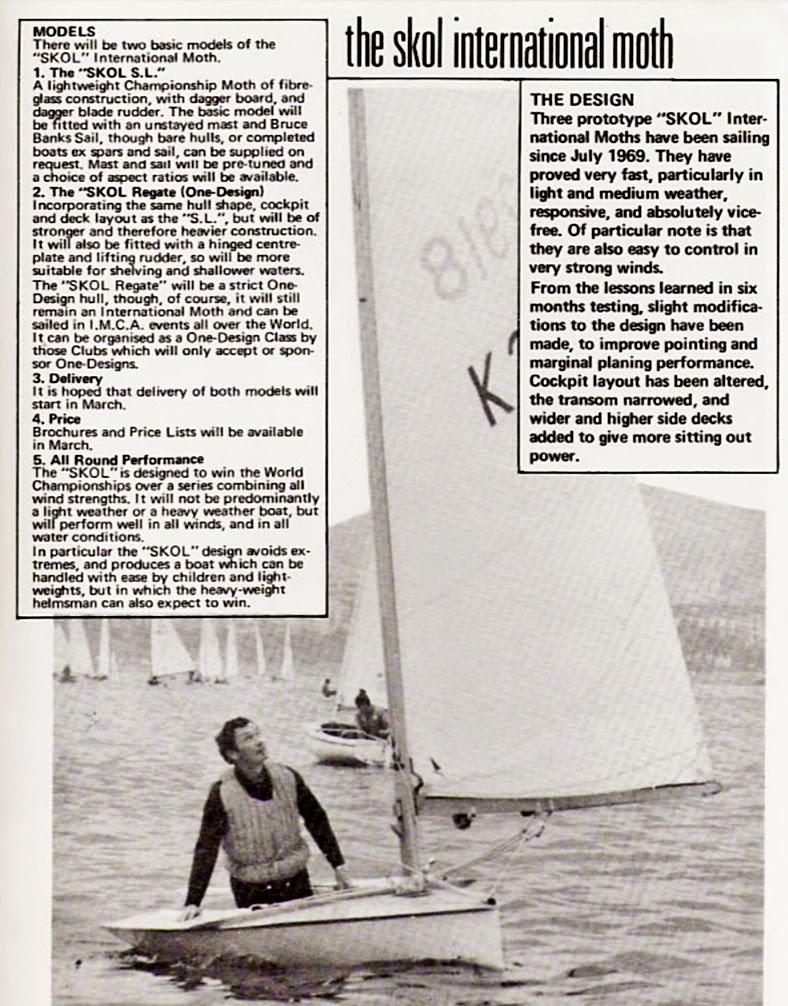 the skol international moth
MODELS
There will be two basic models of the
"SKOL" International Moth.
1. The "SKOL S.L."
A lightweight Championship Moth of fibre-
glass construction, with dagger board, and
dagger blade rudder. The basic model will
be fitted with an unstayed mast and Bruce
Banks Sail, though bare hulls, or completed
boats ex spars and sail, can be supplied on
request. Mast and sail will be pre-tuned and
a choice of aspect ratios will be available.
2. The "SKOL Regate (One-Design)
Incorporating the same hull shape, cockpit
and deck layout as the "S.L.", but will be of
stronger and therefore heavier construction.
It will also be fitted with a hinged centre-
plate and lifting rudder, so will be more
suitable for shelving and shallower waters.
The "SKOL Regate" will be a strict One-
Design hull, though, of course, it will still
remain an International Moth and can be
sailed in I.M.C.A. events all over the World.
It can be organised as a One-Design Class by
those Clubs which will only accept or spon-
sor One-Designs.
3. Delivery
It is hoped that delivery of both models will
start in March.
4. Price
Brochures and Price Lists will be available
in March.
5. All Round Performance
The "SKOL" is designed to win the World
Championships over a series combining all
wind strengths. It will not be predominantly
a light weather or a heavy weather boat, but
will perform well in all winds, and in all
water conditions.
In particular the "SKOL" design avoids ex-
tremes, and produces a boat which can be
handled with ease by children and light-
weights, but in which the heavy-weight
helmsman can also expect to win.
THE DESIGN
Three prototype "SKOL" Inter-
national Moths have been sailing
since July 1969. They have
proved very fast, particularly in
light and medium weather,
responsive, and absolutely vice-
free. Of particular note is that
they are also easy to control in
very strong winds.
From the lessons learned in six
months testing, slight modifica-
tions to the design have been
made, to improve pointing and
marginal planing performance.
Cockpit layout has been altered,
the transom narrowed, and
wider and higher side decks
added to give more sitting out
power.
K